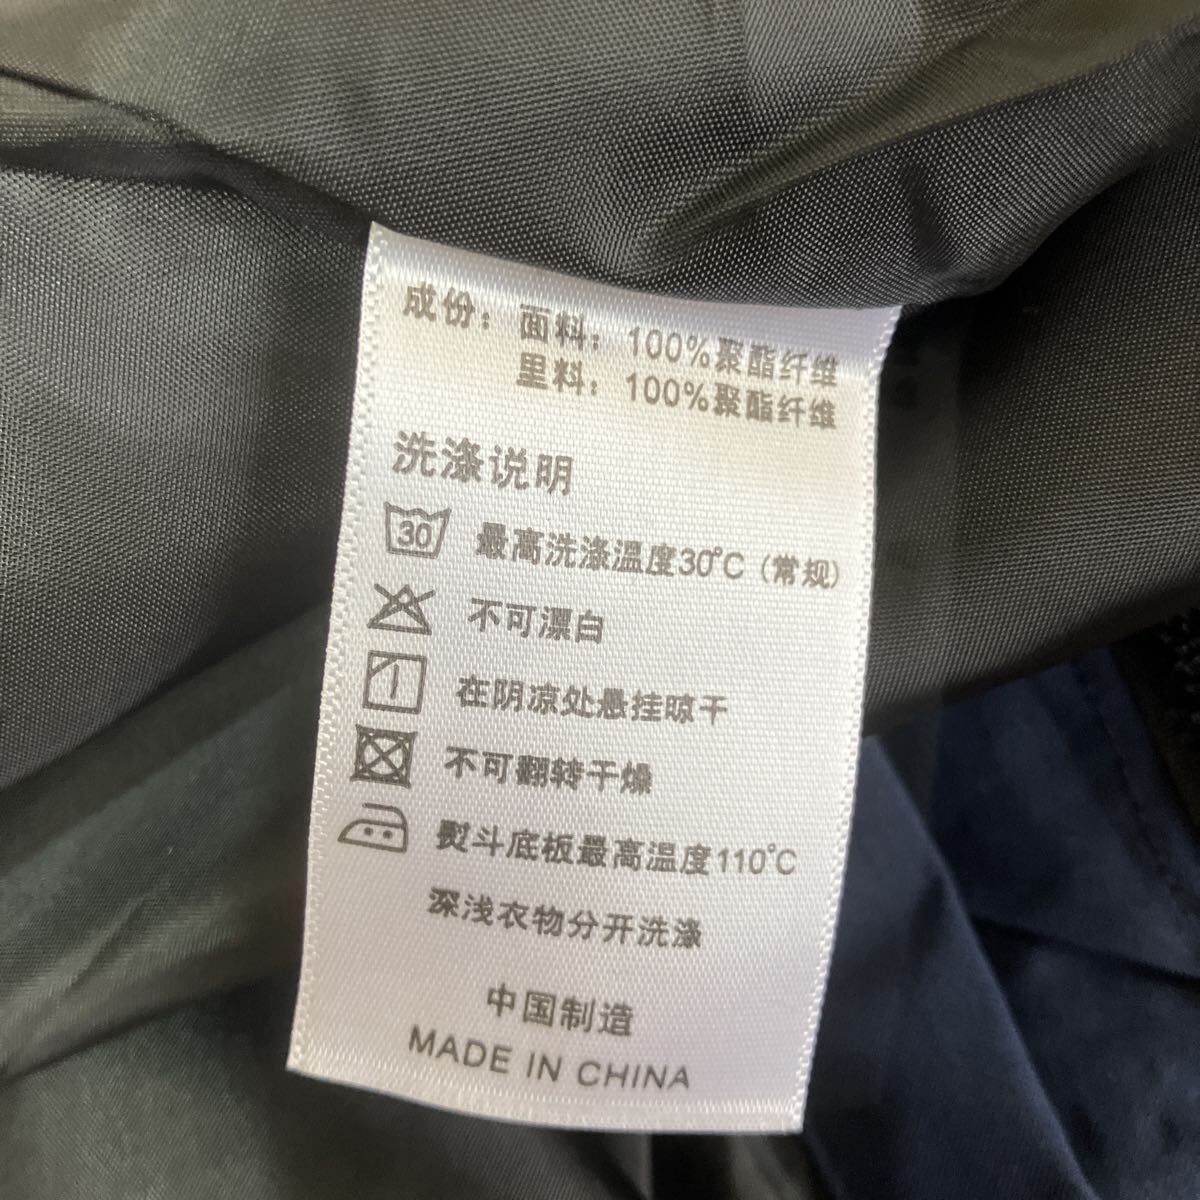 成份：面料：100%聚酯纤维
里料：100%聚酯纤维
洗涤说明
30 最高洗涤温度30℃ (常规)
不可漂白
在阴凉处悬挂晾干
不可翻转干燥
熨斗底板最高温度110℃
深浅衣物分开洗涤
中国制造
MADE IN CHINA